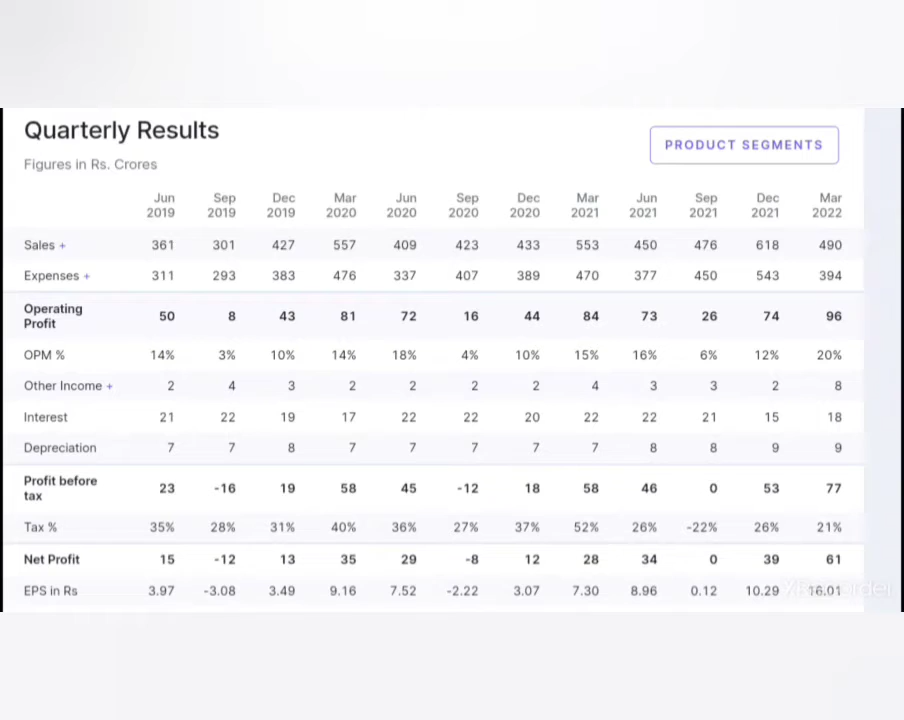 Quarterly Results
PRODUCT SEGMENTS
Figures in Rs. Crores
Jun 2019 Sep 2019 Dec 2019 Mar 2020 Jun 2020 Sep 2020 Dec 2020 Mar 2021 Jun 2021 Sep 2021 Dec 2021 Mar 2022
Sales + 361 301 427 557 409 423 433 553 450 476 618 490
Expenses + 311 293 383 476 337 407 389 470 377 450 543 394
Operating Profit 50 8 43 81 72 16 44 84 73 26 74 96
OPM % 14% 3% 10% 14% 18% 4% 10% 15% 16% 6% 12% 20%
Other Income + 2 4 3 2 2 2 2 4 3 3 2 8
Interest 21 22 19 17 22 22 20 22 22 21 15 18
Depreciation 7 7 8 7 7 7 7 7 8 8 9 9
Profit before tax 23 -16 19 58 45 -12 18 58 46 0 53 77
Tax % 35% 28% 31% 40% 36% 27% 37% 52% 26% -22% 26% 21%
Net Profit 15 -12 13 35 29 -8 12 28 34 0 39 61
EPS in Rs 3.97 -3.08 3.49 9.16 7.52 -2.22 3.07 7.30 8.96 0.12 10.29 16.01